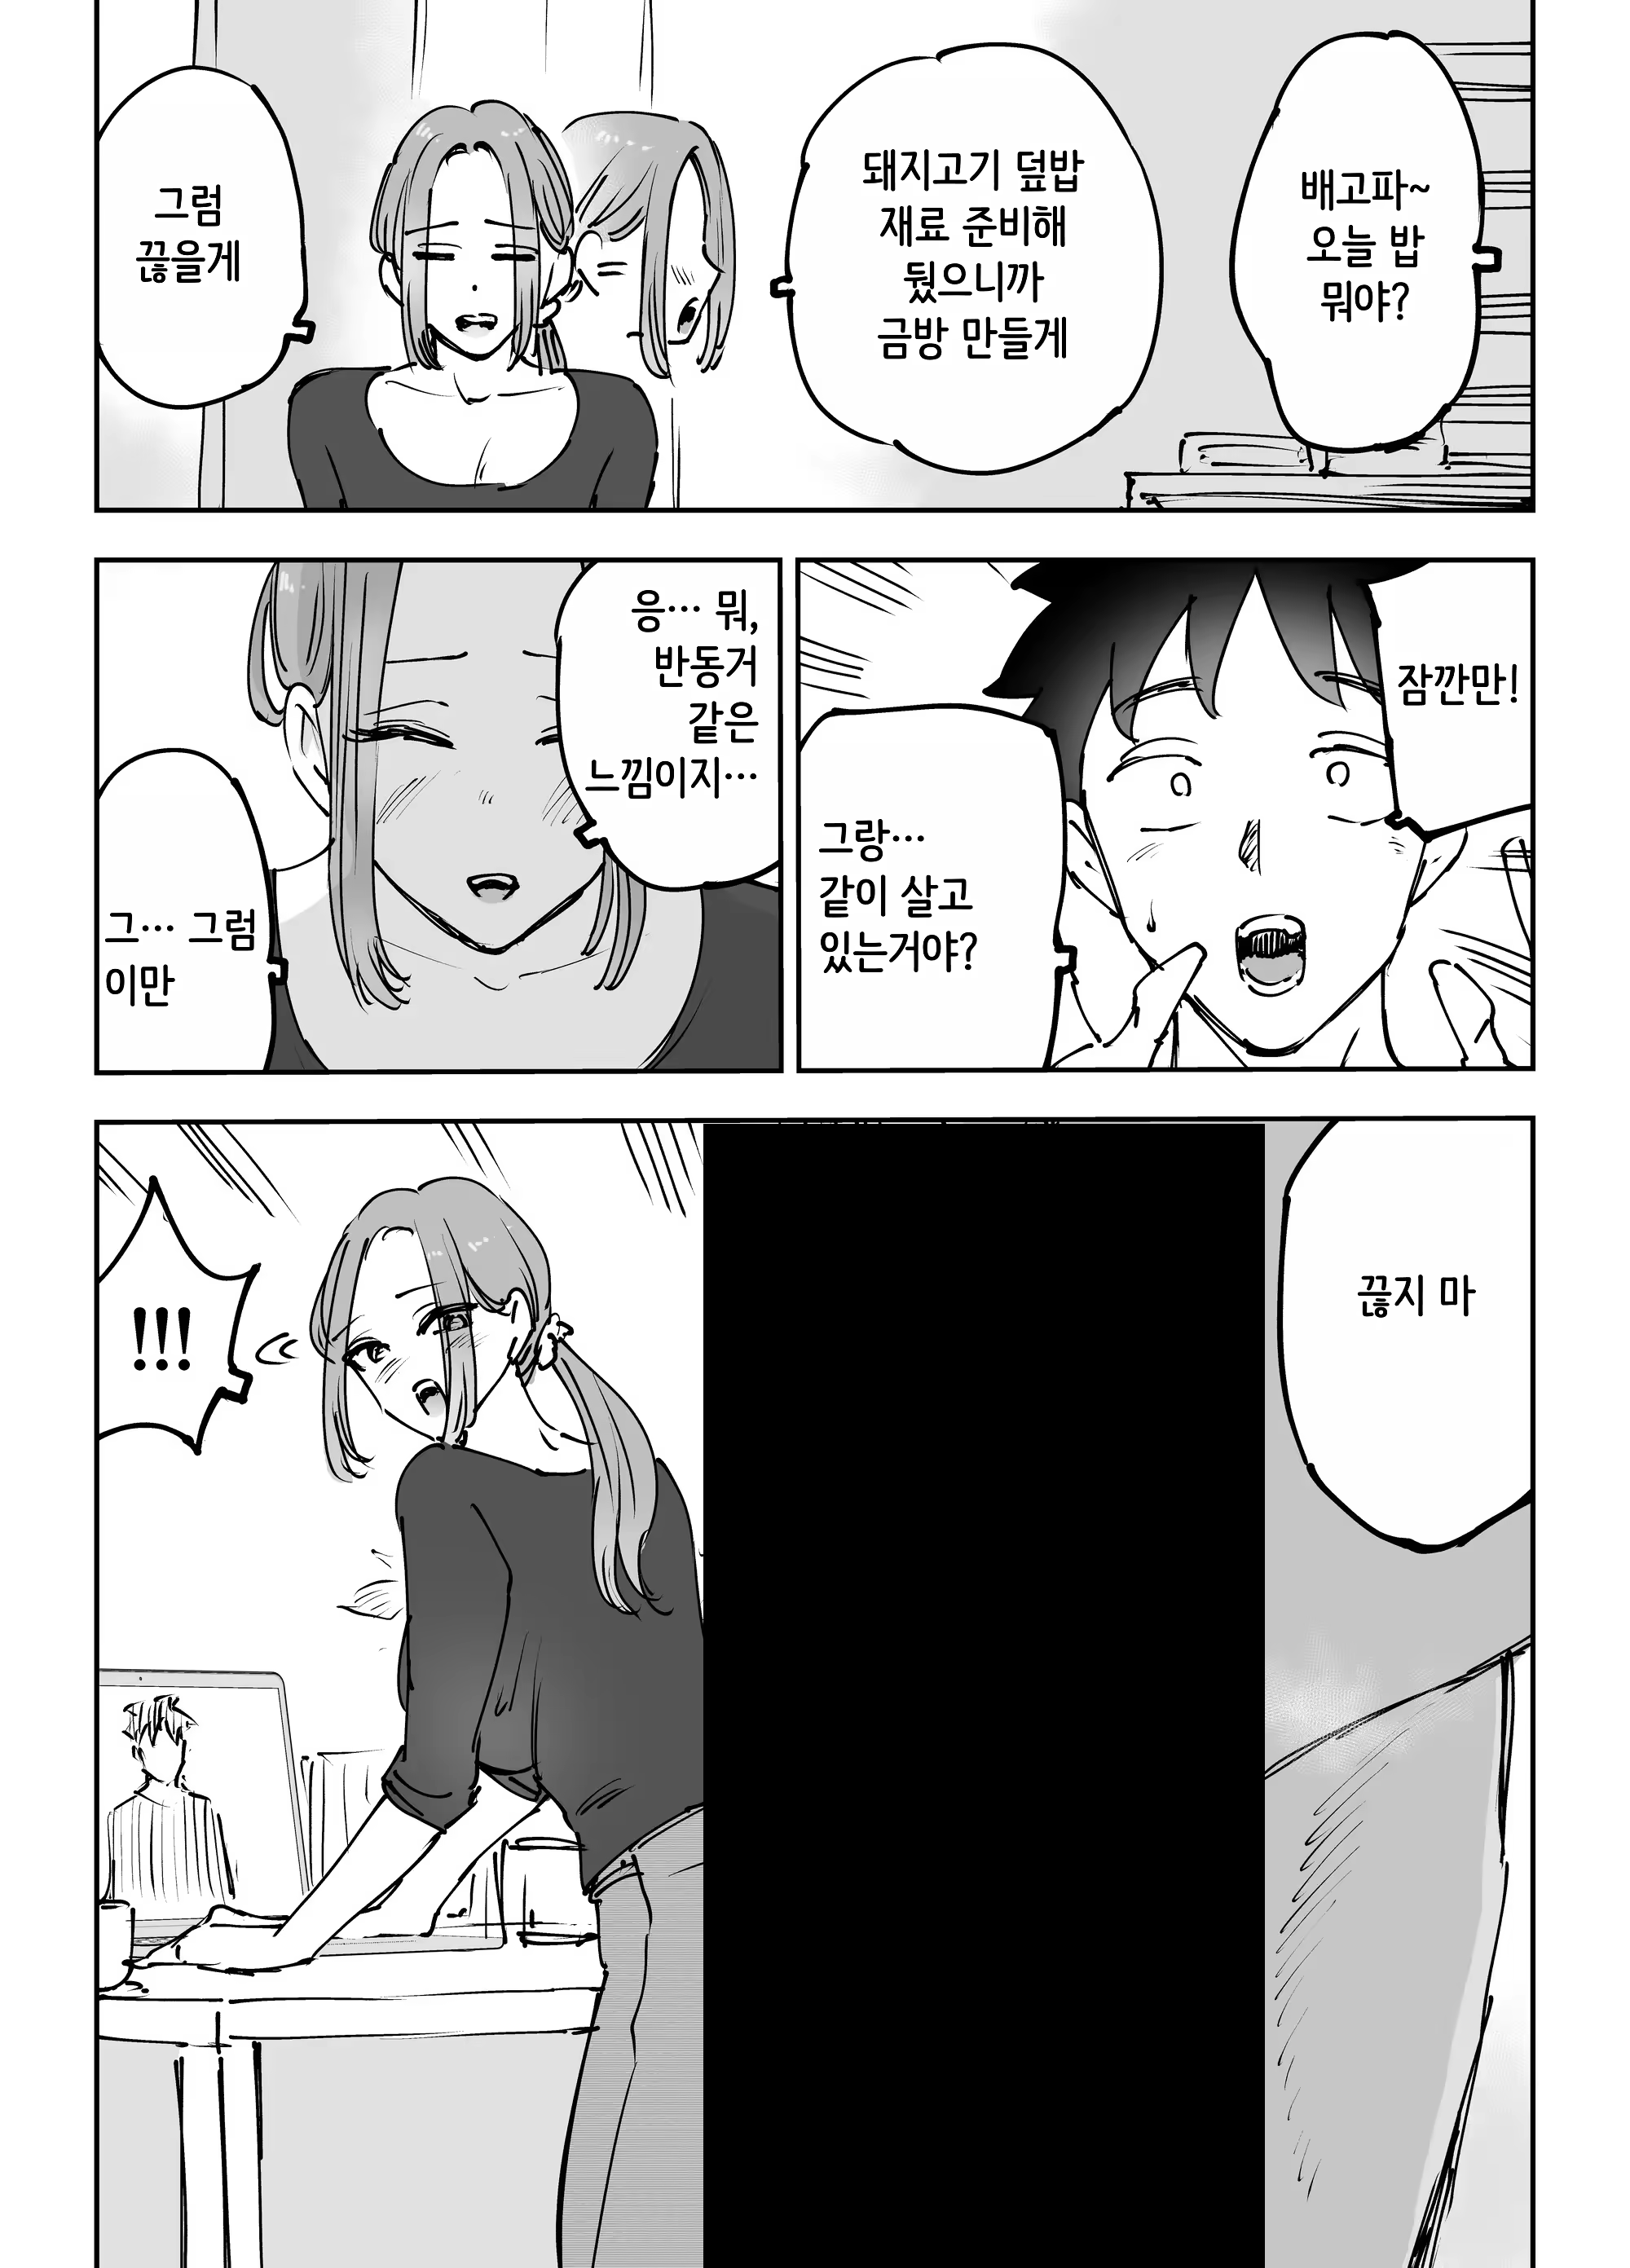 배고파~
오늘 밥
뭐야?
돼지고기 덮밥
재료 준비해
뒀으니까
금방 만들게
그럼
끊을게
잠깐만!
그랑…
같이 살고
있는거야?
응… 뭐,
반동거
같은
느낌이지…
그… 그럼
이만
끊지 마
!!!